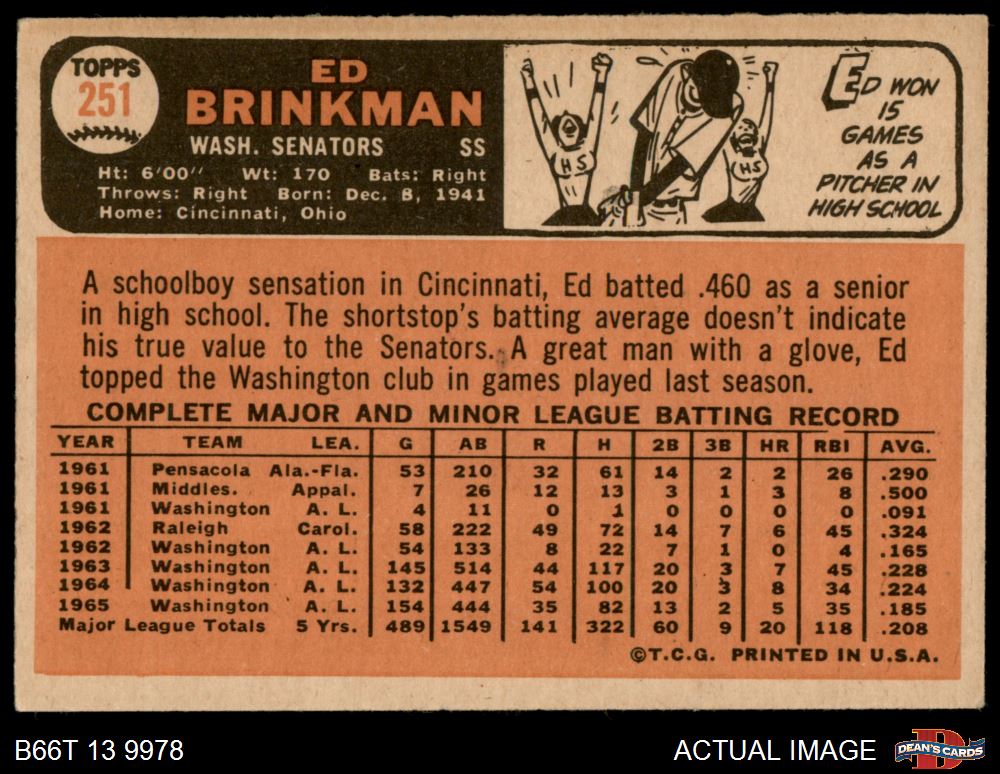 TOPPS
251
ED
BRINKMAN
WASH. SENATORS SS
Ht: 6'00" Wt: 170 Bats: Right
Throws: Right Born: Dec. 8, 1941
Home: Cincinnati, Ohio
HS
HS
ED WON
15
GAMES
AS A
PITCHER IN
HIGH SCHOOL
A schoolboy sensation in Cincinnati, Ed batted .460 as a senior
in high school. The shortstop's batting average doesn't indicate
his true value to the Senators. A great man with a glove, Ed
topped the Washington club in games played last season.
COMPLETE MAJOR AND MINOR LEAGUE BATTING RECORD
YEAR TEAM LEA. G AB R H 2B 3B HR RBI AVG.
1961 Pensacola Ala.-Fla. 53 210 32 61 14 2 2 26 .290
1961 Middles. Appal. 7 26 12 13 3 1 3 8 .500
1961 Washington A. L. 4 11 0 1 0 0 0 0 .091
1962 Raleigh Carol. 58 222 49 72 14 7 6 45 .324
1962 Washington A. L. 54 133 8 22 7 1 0 4 .165
1963 Washington A. L. 145 514 44 117 20 3 7 45 .228
1964 Washington A. L. 132 447 54 100 20 3 8 34 .224
1965 Washington A. L. 154 444 35 82 13 2 5 35 .185
Major League Totals 5 Yrs. 489 1549 141 322 60 9 20 118 .208
©T.C.G. PRINTED IN U.S.A.
B66T 13 9978
ACTUAL IMAGE
D
DEAN'S CARDS